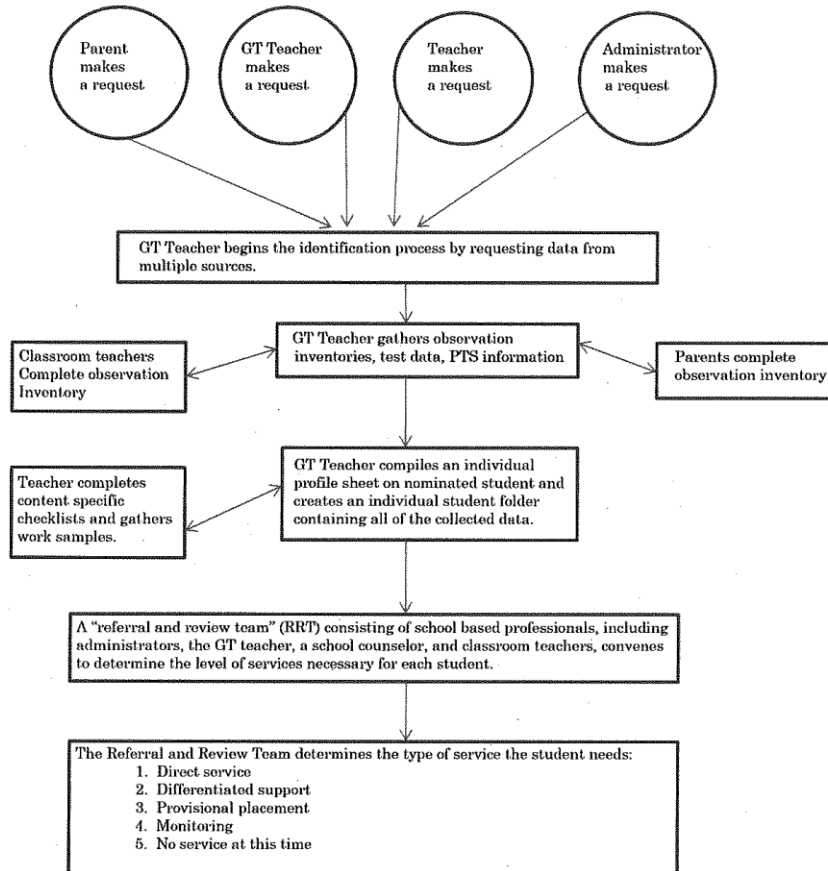 Parent
makes
a request
GT Teacher
makes
a request
Teacher
makes
a request
Administrator
makes
a request
GT Teacher begins the identification process by requesting data from
multiple sources.
GT Teacher gathers observation
inventories, test data, PTS information
Classroom teachers
Complete observation
Inventory
Parents complete
observation inventory
GT Teacher compiles an individual
profile sheet on nominated student and
creates an individual student folder
containing all of the collected data.
Teacher completes
content specific
checklists and gathers
work samples.
A “referral and review team” (RRT) consisting of school based professionals, including
administrators, the GT teacher, a school counselor, and classroom teachers, convenes
to determine the level of services necessary for each student.
The Referral and Review Team determines the type of service the student needs:
1. Direct service
2. Differentiated support
3. Provisional placement
4. Monitoring
5. No service at this time